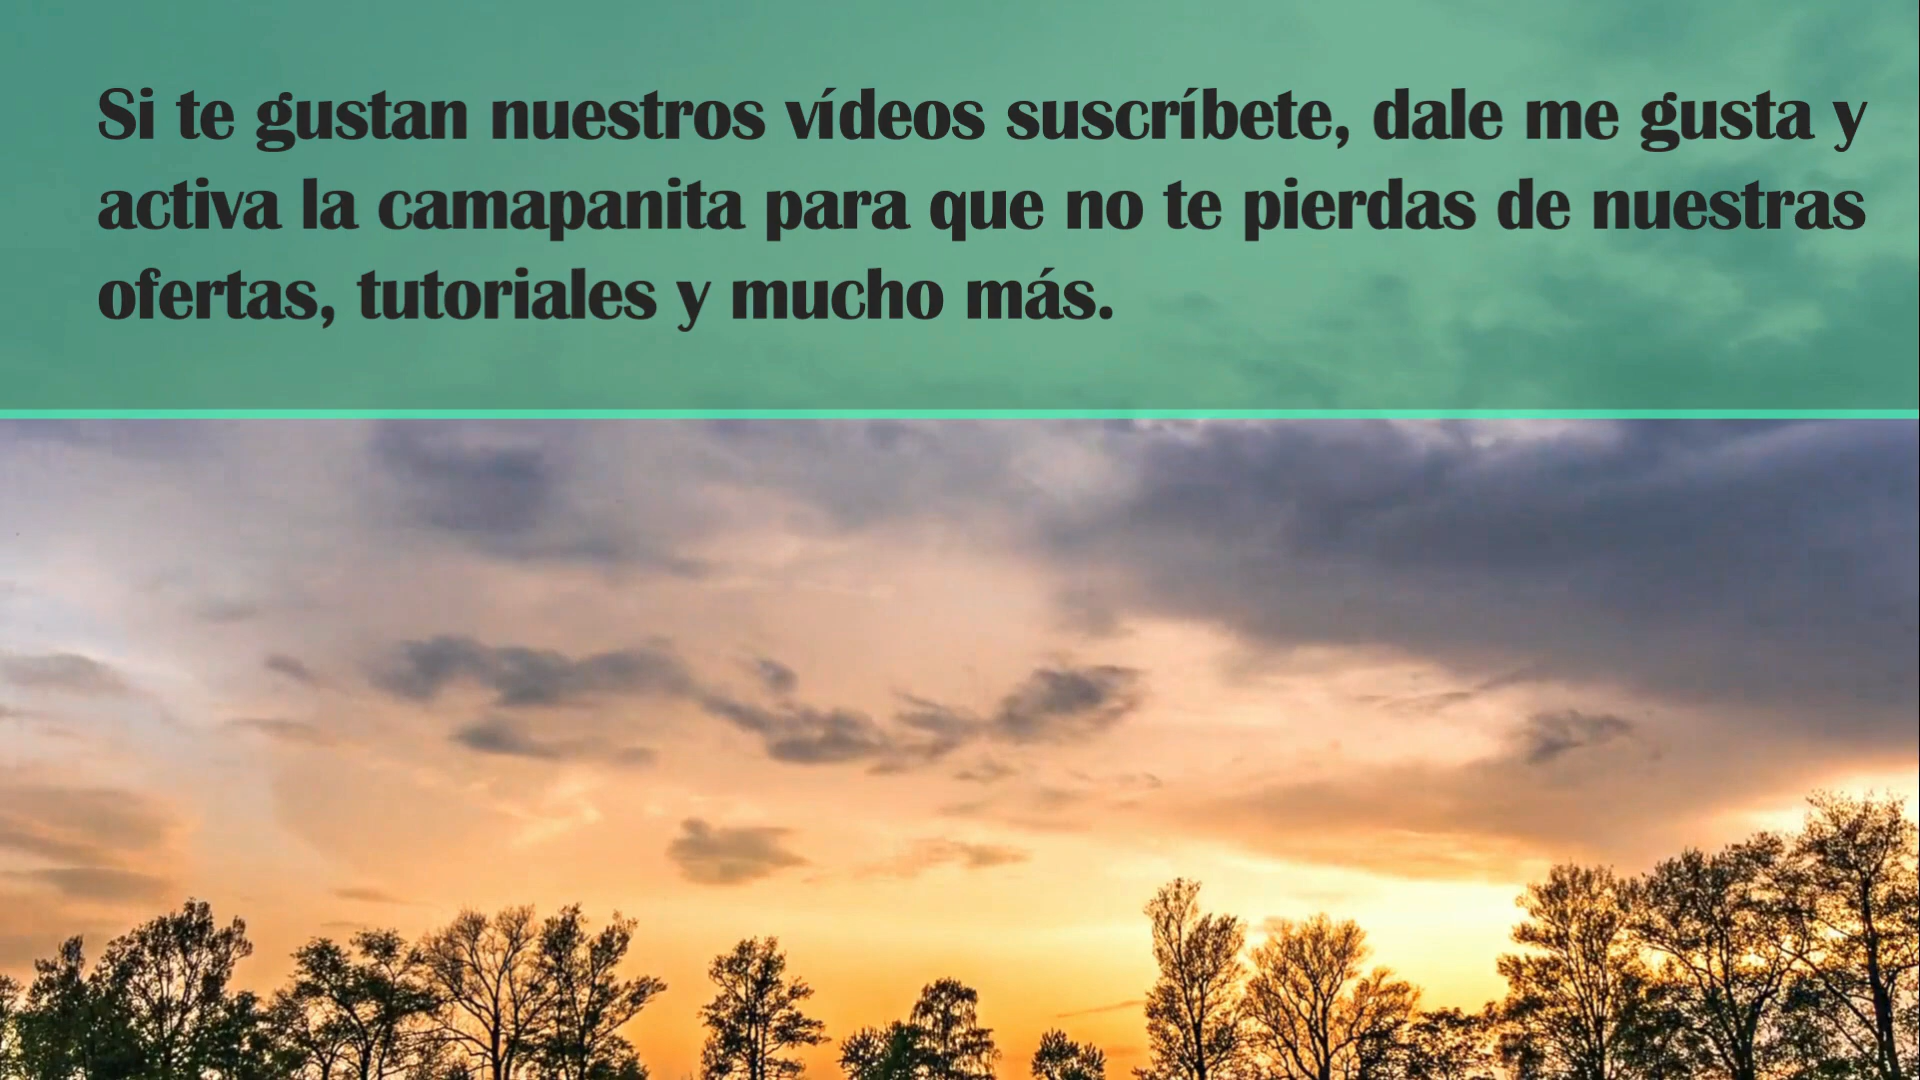 Si te gustan nuestros vídeos suscríbete, dale me gusta y
activa la camapanita para que no te pierdas de nuestras
ofertas, tutoriales y mucho más.